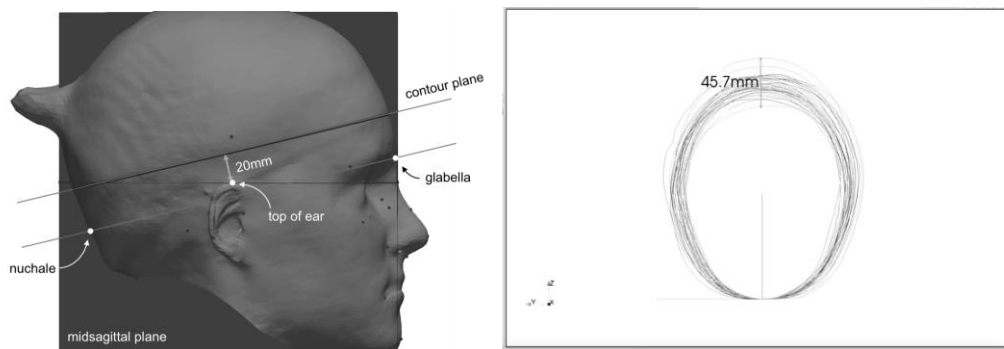 contour plane
20mm
glabella
top of ear
nuchale
midsagittal plane
45.7mm
Z
Y
X